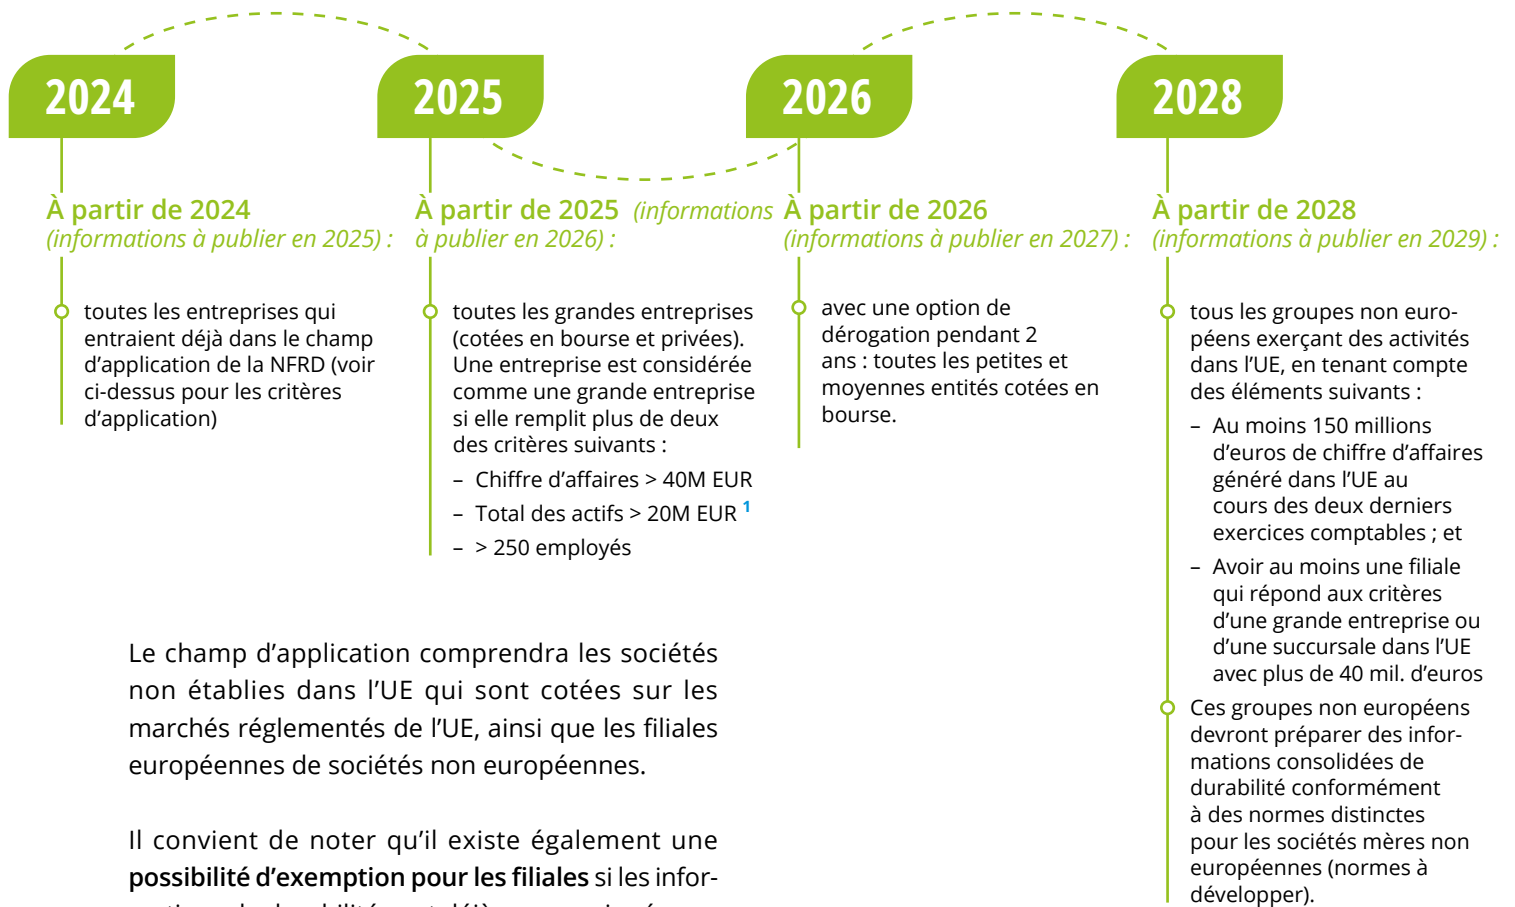 2024
2025
2026
2028
À partir de 2024
(informations à publier en 2025) :
toutes les entreprises qui
entraient déjà dans le champ
d’application de la NFRD (voir
ci-dessus pour les critères
d’application)
À partir de 2025 (informations
à publier en 2026) :
toutes les grandes entreprises
(cotées en bourse et privées).
Une entreprise est considérée
comme une grande entreprise
si elle remplit plus de deux
des critères suivants :
– Chiffre d’affaires > 40M EUR
– Total des actifs > 20M EUR 1
– > 250 employés
À partir de 2026
(informations à publier en 2027) :
avec une option de
dérogation pendant 2
ans : toutes les petites et
moyennes entités cotées en
bourse.
À partir de 2028
(informations à publier en 2029) :
tous les groupes non euro-
péens exerçant des activités
dans l’UE, en tenant compte
des éléments suivants :
– Au moins 150 millions
d’euros de chiffre d’affaires
généré dans l’UE au
cours des deux derniers
exercices comptables ; et
– Avoir au moins une filiale
qui répond aux critères
d’une grande entreprise ou
d’une succursale dans l’UE
avec plus de 40 mil. d’euros
Ces groupes non européens
devront préparer des infor-
mations consolidées de
durabilité conformément
à des normes distinctes
pour les sociétés mères non
européennes (normes à
développer).
Le champ d’application comprendra les sociétés
non établies dans l’UE qui sont cotées sur les
marchés réglementés de l’UE, ainsi que les filiales
européennes de sociétés non européennes.
Il convient de noter qu’il existe également une
possibilité d’exemption pour les filiales si les infor-